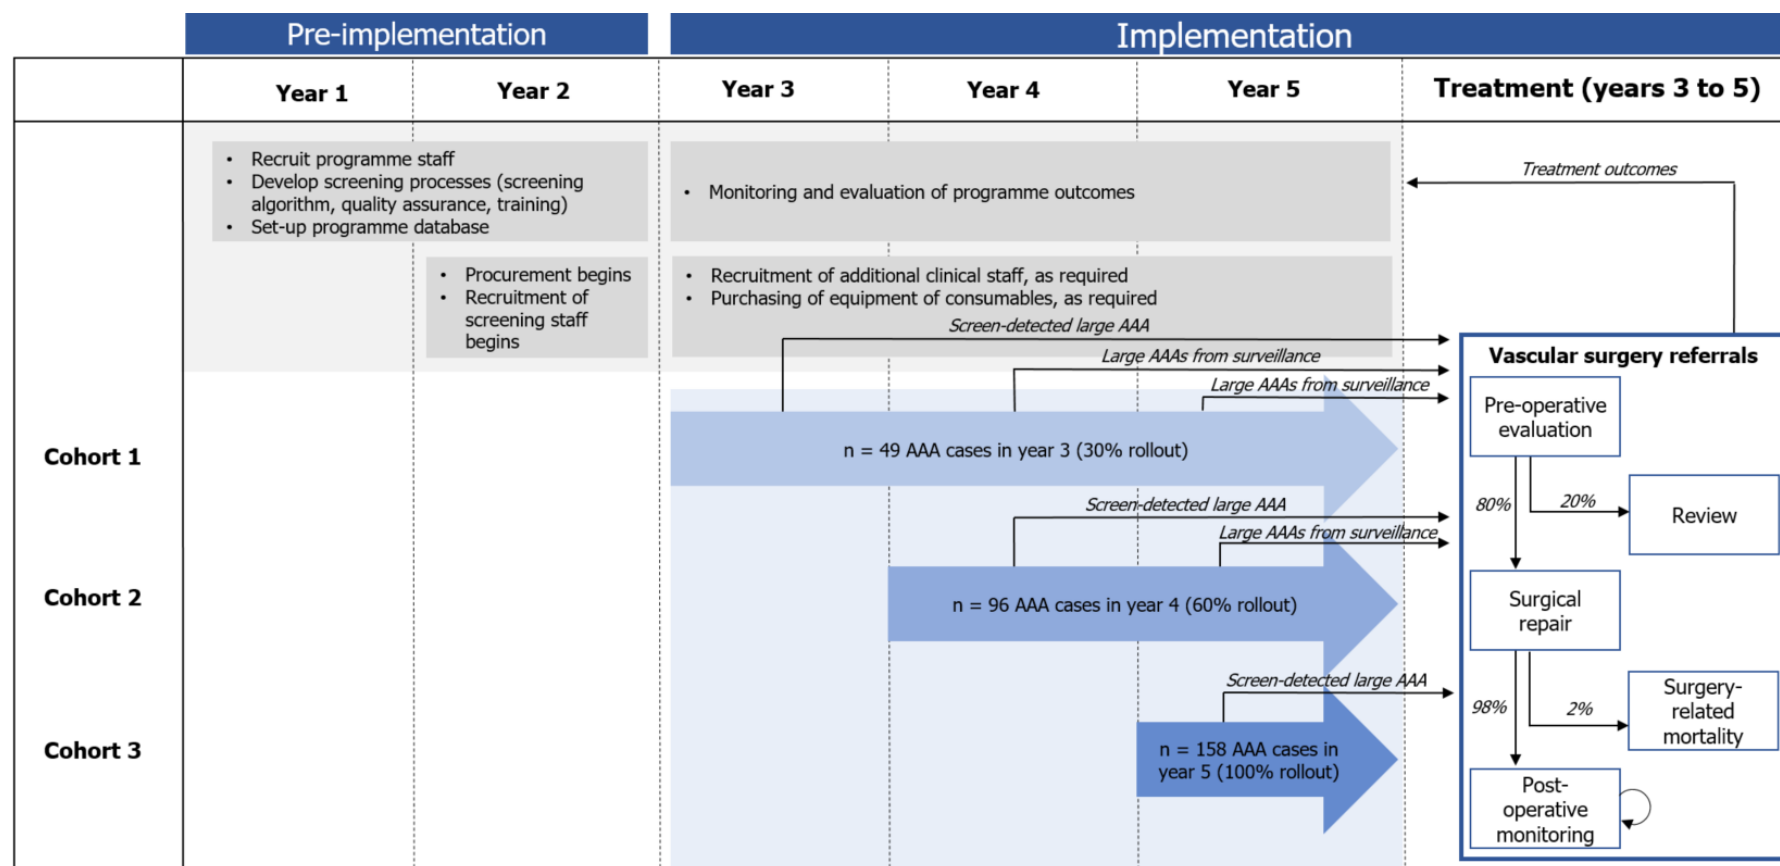 Pre-implementation
Implementation
Year 1
Year 2
Year 3
Year 4
Year 5
Treatment (years 3 to 5)
• Recruit programme staff
• Develop screening processes (screening
algorithm, quality assurance, training)
• Set-up programme database
• Monitoring and evaluation of programme outcomes
Treatment outcomes
• Procurement begins
• Recruitment of
screening staff
begins
• Recruitment of additional clinical staff, as required
• Purchasing of equipment of consumables, as required
Screen-detected large AAA
Large AAAs from surveillance
Large AAAs from surveillance
Cohort 1
n = 49 AAA cases in year 3 (30% rollout)
Screen-detected large AAA
Large AAAs from surveillance
Cohort 2
n = 96 AAA cases in year 4 (60% rollout)
Screen-detected large AAA
Cohort 3
n = 158 AAA cases in
year 5 (100% rollout)
Vascular surgery referrals
Pre-operative
evaluation
80%
20%
Review
Surgical
repair
98%
2%
Surgery-
related
mortality
Post-
operative
monitoring